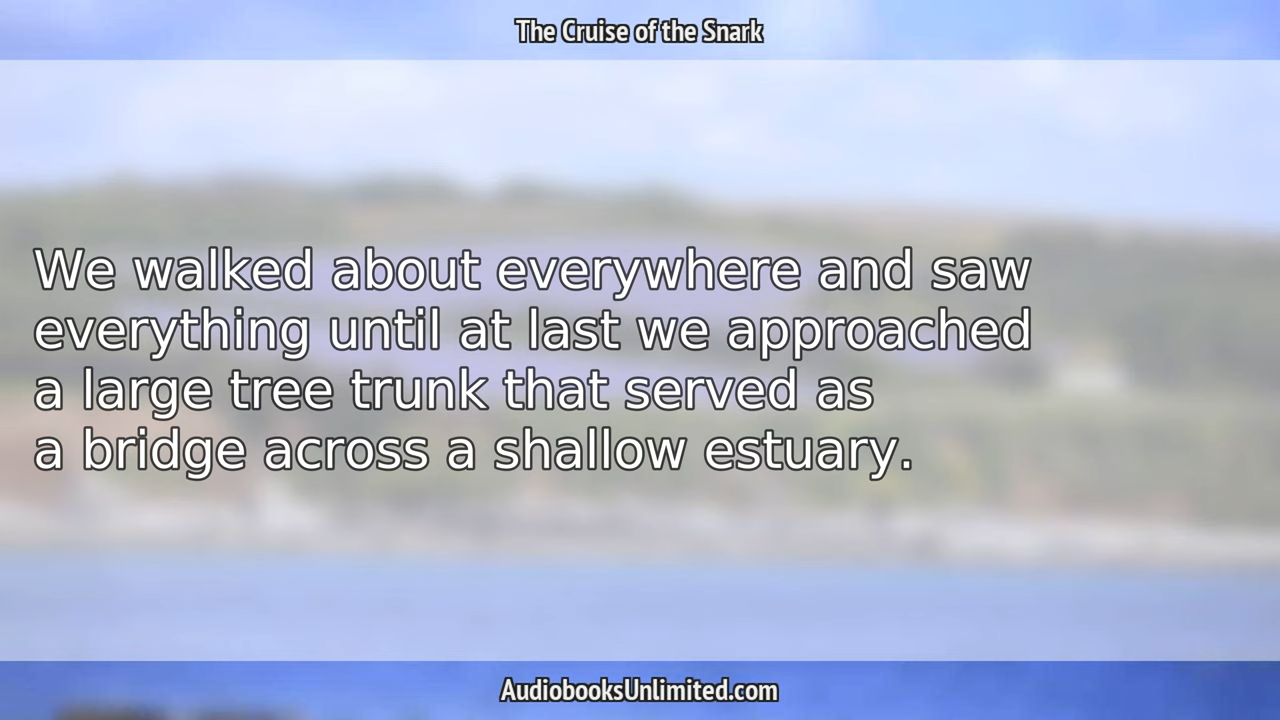 The Cruise of the Snark
We walked about everywhere and saw
everything until at last we approached
a large tree trunk that served as
a bridge across a shallow estuary.
AudiobooksUnlimited.com